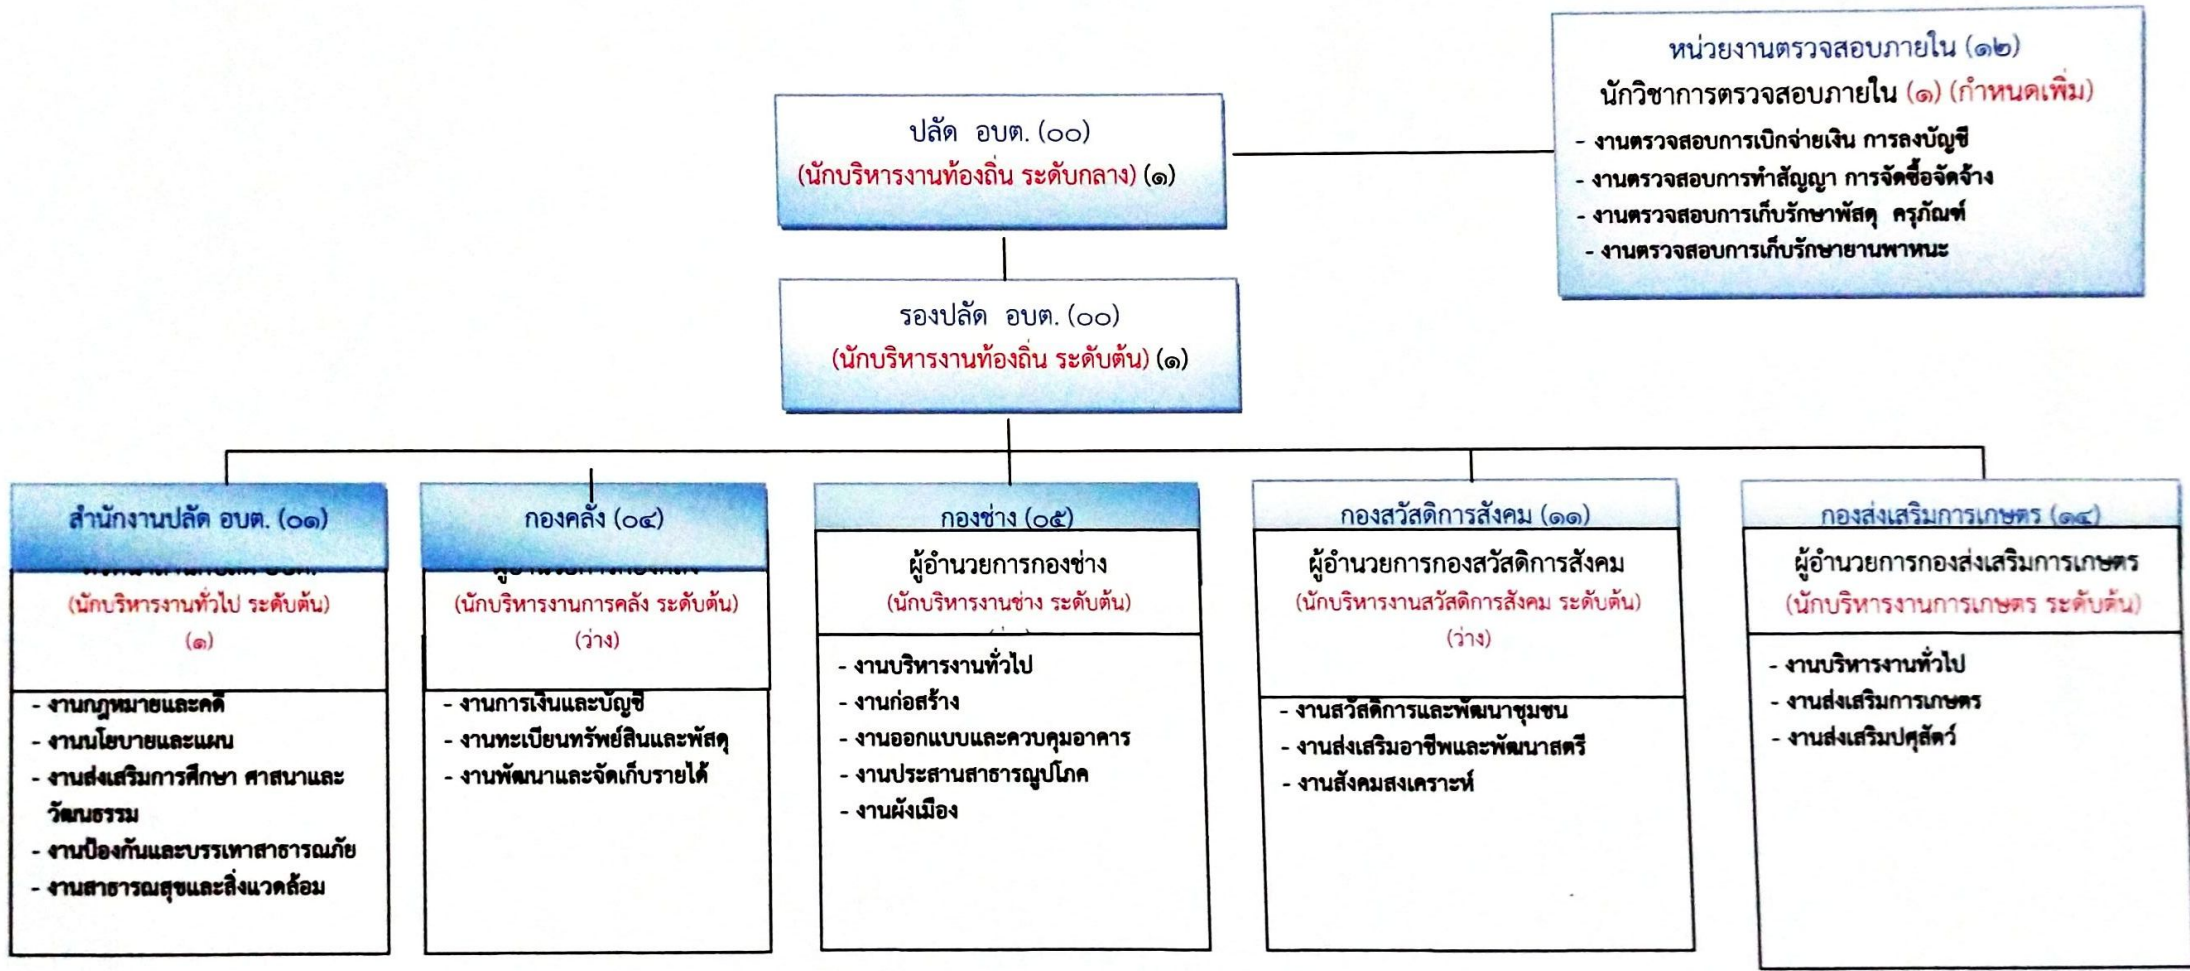 หน่วยงานตรวจสอบภายใน (๑๒)
นักวิชาการตรวจสอบภายใน (๑) (กำหนดเพิ่ม)
- งานตรวจสอบการเบิกจ่ายเงิน การลงบัญชี
- งานตรวจสอบการทำสัญญา การจัดซื้อจัดจ้าง
- งานตรวจสอบการเก็บรักษาพัสดุ ครุภัณฑ์
- งานตรวจสอบการเก็บรักษายานพาหนะ
ปลัด อบต. (๐๐)
(นักบริหารงานท้องถิ่น ระดับกลาง) (๑)
รองปลัด อบต. (๐๐)
(นักบริหารงานท้องถิ่น ระดับต้น) (๑)
สำนักงานปลัด อบต. (๐๑)
(นักบริหารงานทั่วไป ระดับต้น)
(๑)
- งานกฎหมายและคดี
- งานนโยบายและแผน
- งานส่งเสริมการศึกษา ศาสนาและ
วัฒนธรรม
- งานป้องกันและบรรเทาสาธารณภัย
- งานสาธารณสุขและสิ่งแวดล้อม
กองคลัง (๐๔)
(นักบริหารงานการคลัง ระดับต้น)
(ว่าง)
- งานการเงินและบัญชี
- งานทะเบียนทรัพย์สินและพัสดุ
- งานพัฒนาและจัดเก็บรายได้
กองช่าง (๐๕)
ผู้อำนวยการกองช่าง
(นักบริหารงานช่าง ระดับต้น)
- งานบริหารงานทั่วไป
- งานก่อสร้าง
- งานออกแบบและควบคุมอาคาร
- งานประสานสาธารณูปโภค
- งานผังเมือง
กองสวัสดิการสังคม (๑๑)
ผู้อำนวยการกองสวัสดิการสังคม
(นักบริหารงานสวัสดิการสังคม ระดับต้น)
(ว่าง)
- งานสวัสดิการและพัฒนาชุมชน
- งานส่งเสริมอาชีพและพัฒนาสตรี
- งานสังคมสงเคราะห์
กองส่งเสริมการเกษตร (๑๔)
ผู้อำนวยการกองส่งเสริมการเกษตร
(นักบริหารงานการเกษตร ระดับต้น)
- งานบริหารงานทั่วไป
- งานส่งเสริมการเกษตร
- งานส่งเสริมปศุสัตว์